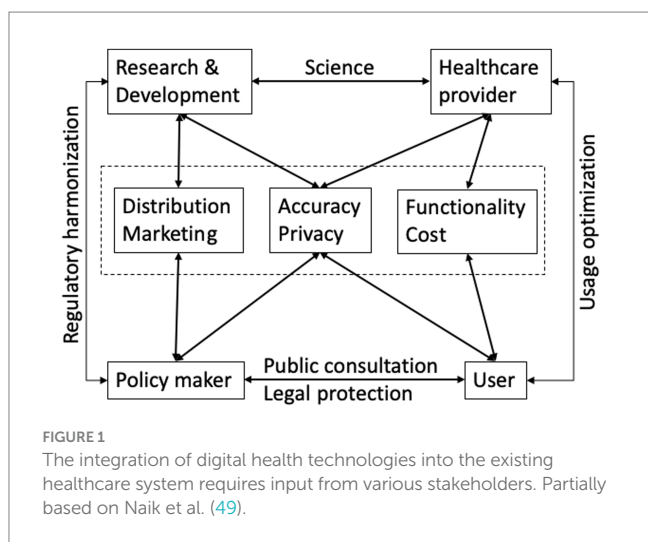 Research &
Development
Science
Healthcare
provider
Regulatory harmonization
Usage optimization
Distribution
Marketing
Accuracy
Privacy
Functionality
Cost
Policy maker
Public consultation
Legal protection
User
FIGURE 1
The integration of digital health technologies into the existing
healthcare system requires input from various stakeholders. Partially
based on Naik et al. (49).